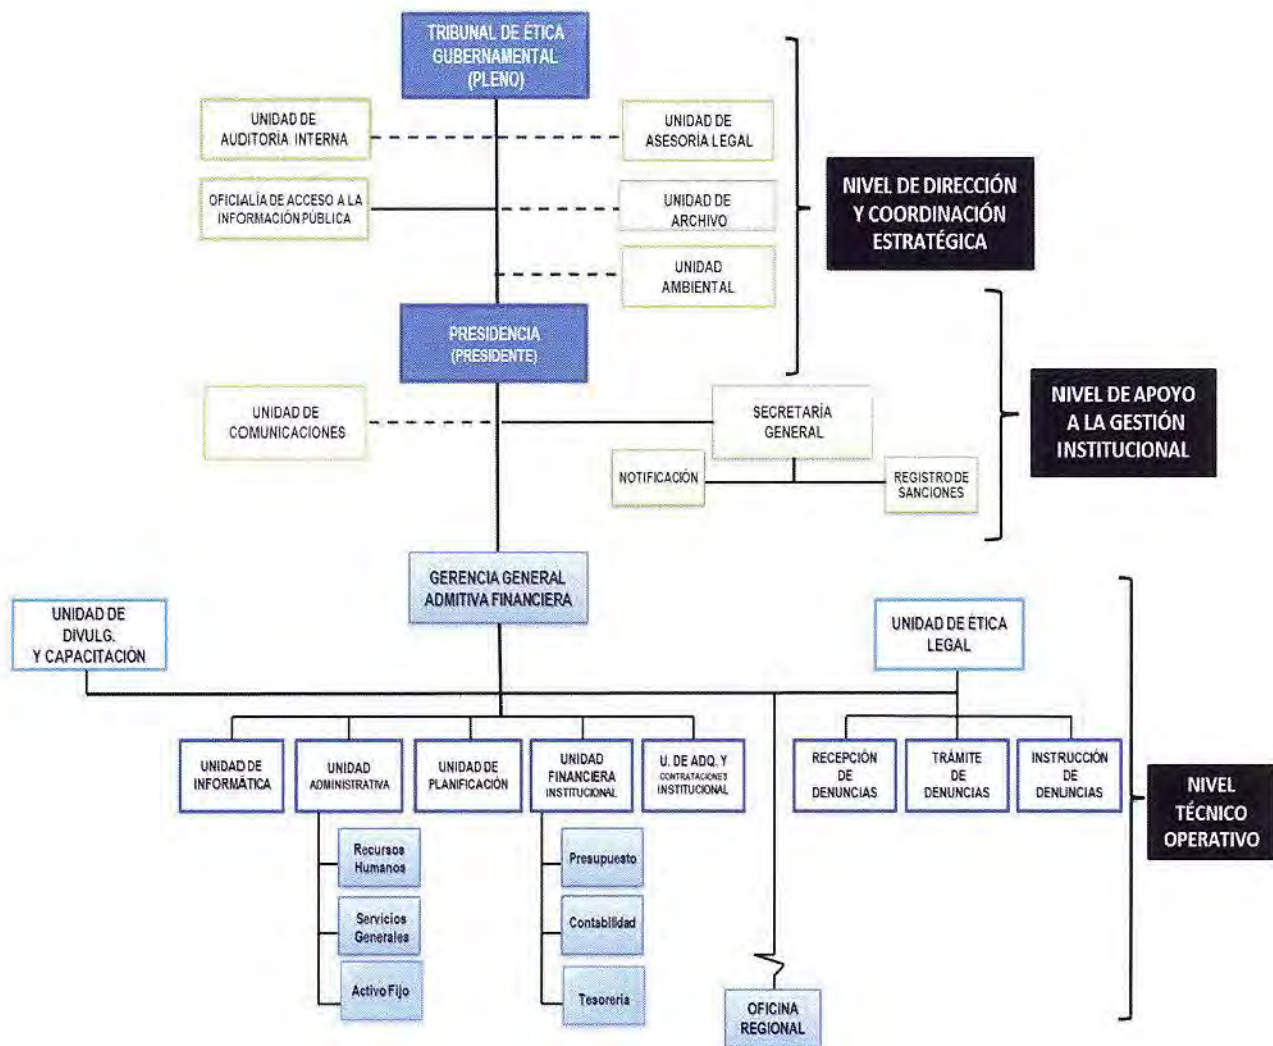 TRIBUNAL DE ÉTICA
GUBERNAMENTAL
(PLENO)
UNIDAD DE
AUDITORÍA INTERNA
UNIDAD DE
ASESORÍA LEGAL
OFICIALÍA DE ACCESO A LA
INFORMACIÓN PÚBLICA
UNIDAD DE
ARCHIVO
UNIDAD
AMBIENTAL
NIVEL DE DIRECCIÓN
Y COORDINACIÓN
ESTRATÉGICA
PRESIDENCIA
(PRESIDENTE)
UNIDAD DE
COMUNICACIONES
SECRETARÍA
GENERAL
NOTIFICACIÓN
REGISTRO DE
SANCIONES
NIVEL DE APOYO
A LA GESTIÓN
INSTITUCIONAL
GERENCIA GENERAL
ADMITIVA FINANCIERA
UNIDAD DE
DIVULG.
Y CAPACITACIÓN
UNIDAD DE ÉTICA
LEGAL
UNIDAD DE
INFORMÁTICA
UNIDAD
ADMINISTRATIVA
UNIDAD DE
PLANIFICACIÓN
UNIDAD
FINANCIERA
INSTITUCIONAL
U. DE ADQ. Y
CONTRATACIONES
INSTITUCIONAL
RECEPCIÓN
DE
DENUNCIAS
TRÁMITE
DE
DENUNCIAS
INSTRUCCIÓN
DE
DENUNCIAS
NIVEL
TÉCNICO
OPERATIVO
Recursos
Humanos
Servicios
Generales
Activo Fijo
Presupuesto
Contabilidad
Tesorería
OFICINA
REGIONAL